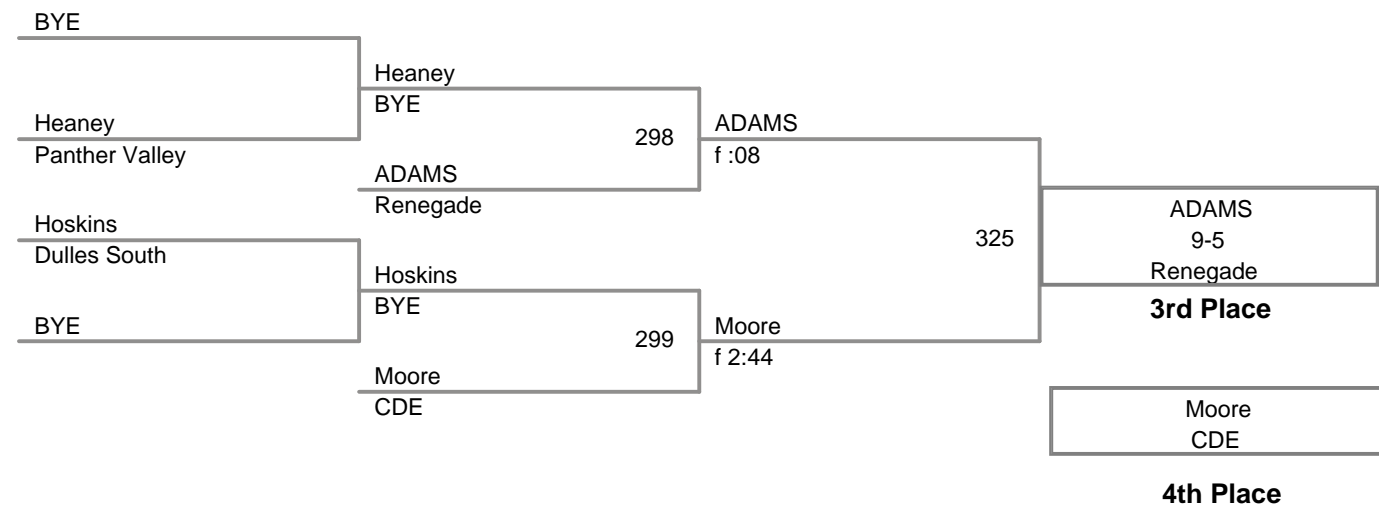 BYE
Heaney
BYE
Heaney
Panther Valley
298
ADAMS
f :08
ADAMS
Renegade
Hoskins
Dulles South
325
ADAMS
9-5
Renegade
3rd Place
Hoskins
BYE
BYE
299
Moore
f 2:44
Moore
CDE
Moore
CDE
4th Place